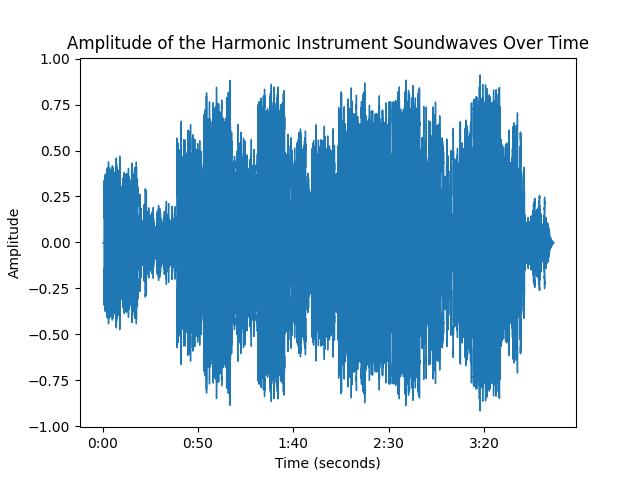 Amplitude of the Harmonic Instrument Soundwaves Over Time
1.00
0.75
0.50
0.25
0.00
−0.25
−0.50
−0.75
−1.00
Amplitude
0:00 0:50 1:40 2:30 3:20
Time (seconds)